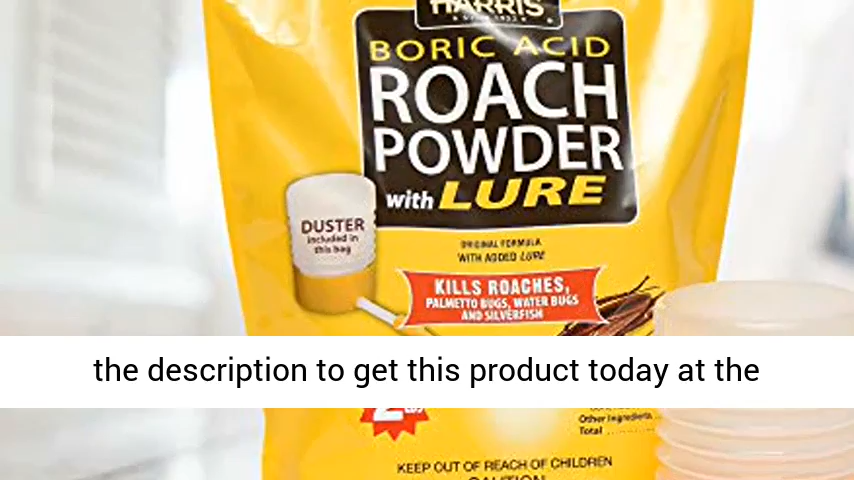 HARRIS
BORIC ACID
ROACH
POWDER
with LURE
DUSTER
included in
this bag
ORIGINAL FORMULA
WITH ADDED LURE
KILLS ROACHES,
PALMETTO BUGS, WATER BUGS
AND SILVERFISH
the description to get this product today at the
2
Other Ingredients
Total
KEEP OUT OF REACH OF CHILDREN
CAUTION